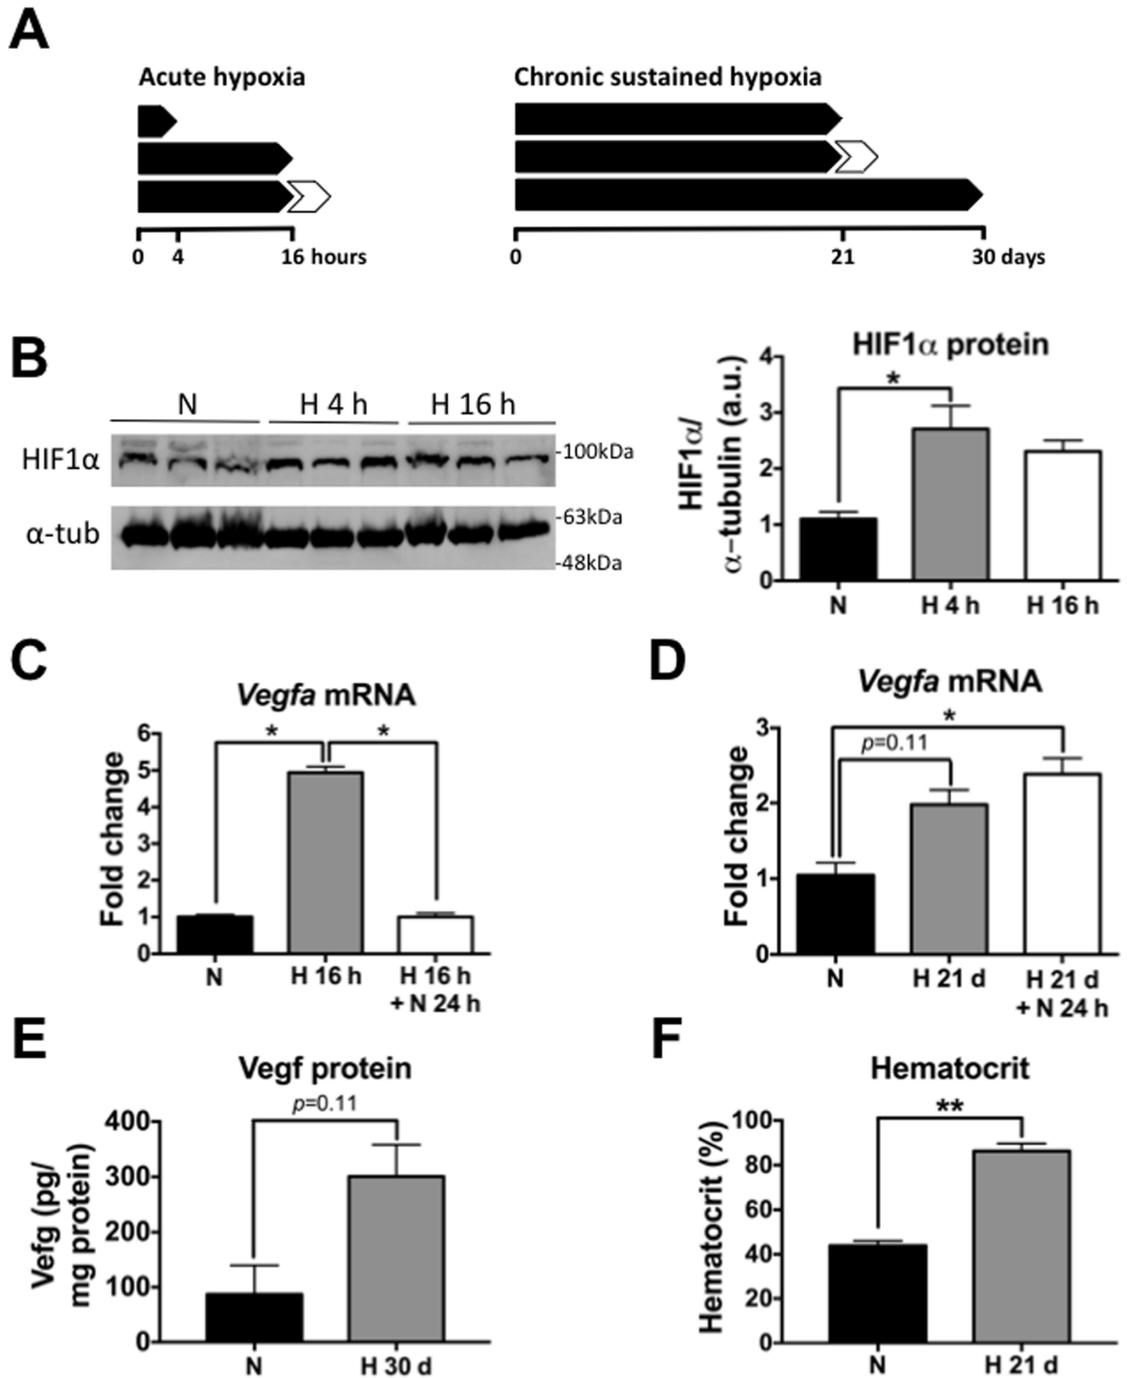 A
Acute hypoxia
Chronic sustained hypoxia
0 4 16 hours
0 21 30 days
B
N H 4 h H 16 h
HIF1α
-100kDa
α-tub
-63kDa
-48kDa
HIF1α protein
HIF1α/
α-tubulin (a.u.)
4
3
2
1
0
*
N H 4 h H 16 h
C
Vegfa mRNA
Fold change
6
5
4
3
2
1
0
* *
N H 16 h H 16 h
+ N 24 h
D
Vegfa mRNA
Fold change
3
2
1
0
*
p=0.11
N H 21 d H 21 d
+ N 24 h
E
Vegf protein
p=0.11
Vefg (pg/
mg protein)
400
300
200
100
0
N H 30 d
F
Hematocrit
**
Hematocrit (%)
100
80
60
40
20
0
N H 21 d